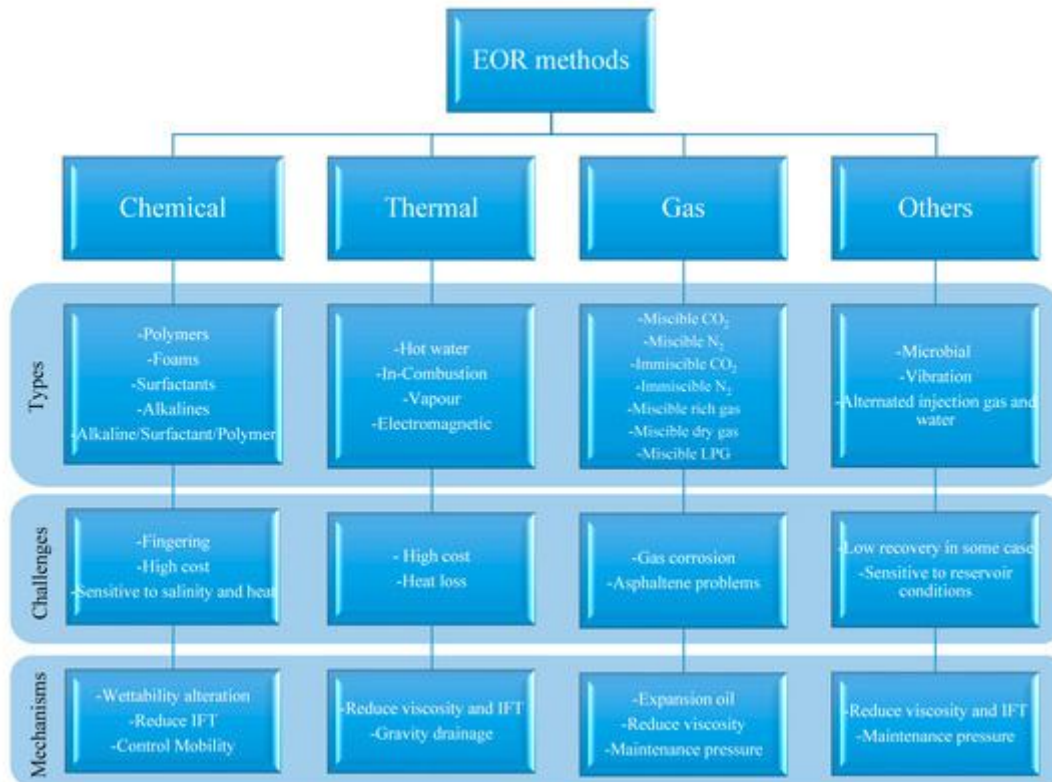 EOR methods
Chemical
Thermal
Gas
Others
Types
-Polymers
-Foams
-Surfactants
-Alkalines
-Alkaline/Surfactant/Polymer
-Hot water
-In-Combustion
-Vapour
-Electromagnetic
-Miscible CO₂
-Miscible N₂
-Immiscible CO₂
-Immiscible N₂
-Miscible rich gas
-Miscible dry gas
-Miscible LPG
-Microbial
-Vibration
-Alternated injection gas and
water
Challenges
-Fingering
-High cost
-Sensitive to salinity and heat
- High cost
-Heat loss
-Gas corrosion
-Asphaltene problems
-Low recovery in some case
-Sensitive to reservoir
conditions
Mechanisms
-Wettability alteration
-Reduce IFT
-Control Mobility
-Reduce viscosity and IFT
-Gravity drainage
-Expansion oil
-Reduce viscosity
-Maintenance pressure
-Reduce viscosity and IFT
-Maintenance pressure